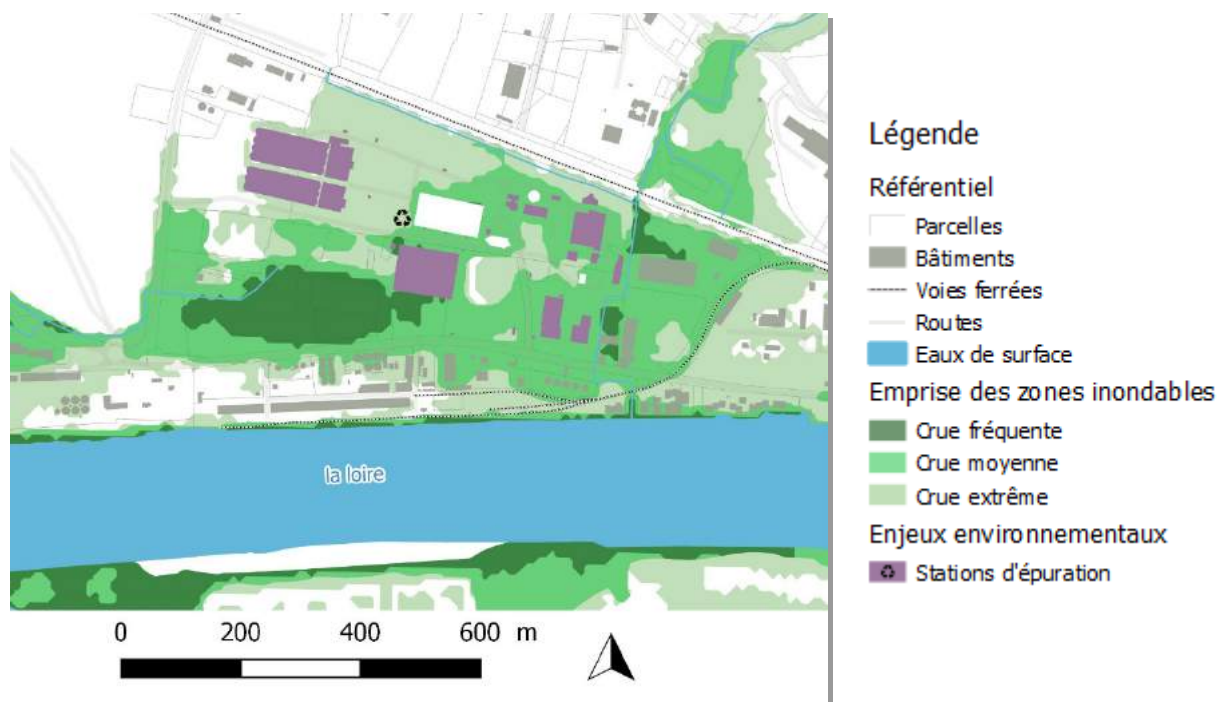 la loire
0 200 400 600 m
Légende
Référentiel
Parcelles
Bâtiments
Voies ferrées
Routes
Eaux de surface
Emprise des zones inondables
Crue fréquente
Crue moyenne
Crue extrême
Enjeux environnementaux
Stations d'épuration